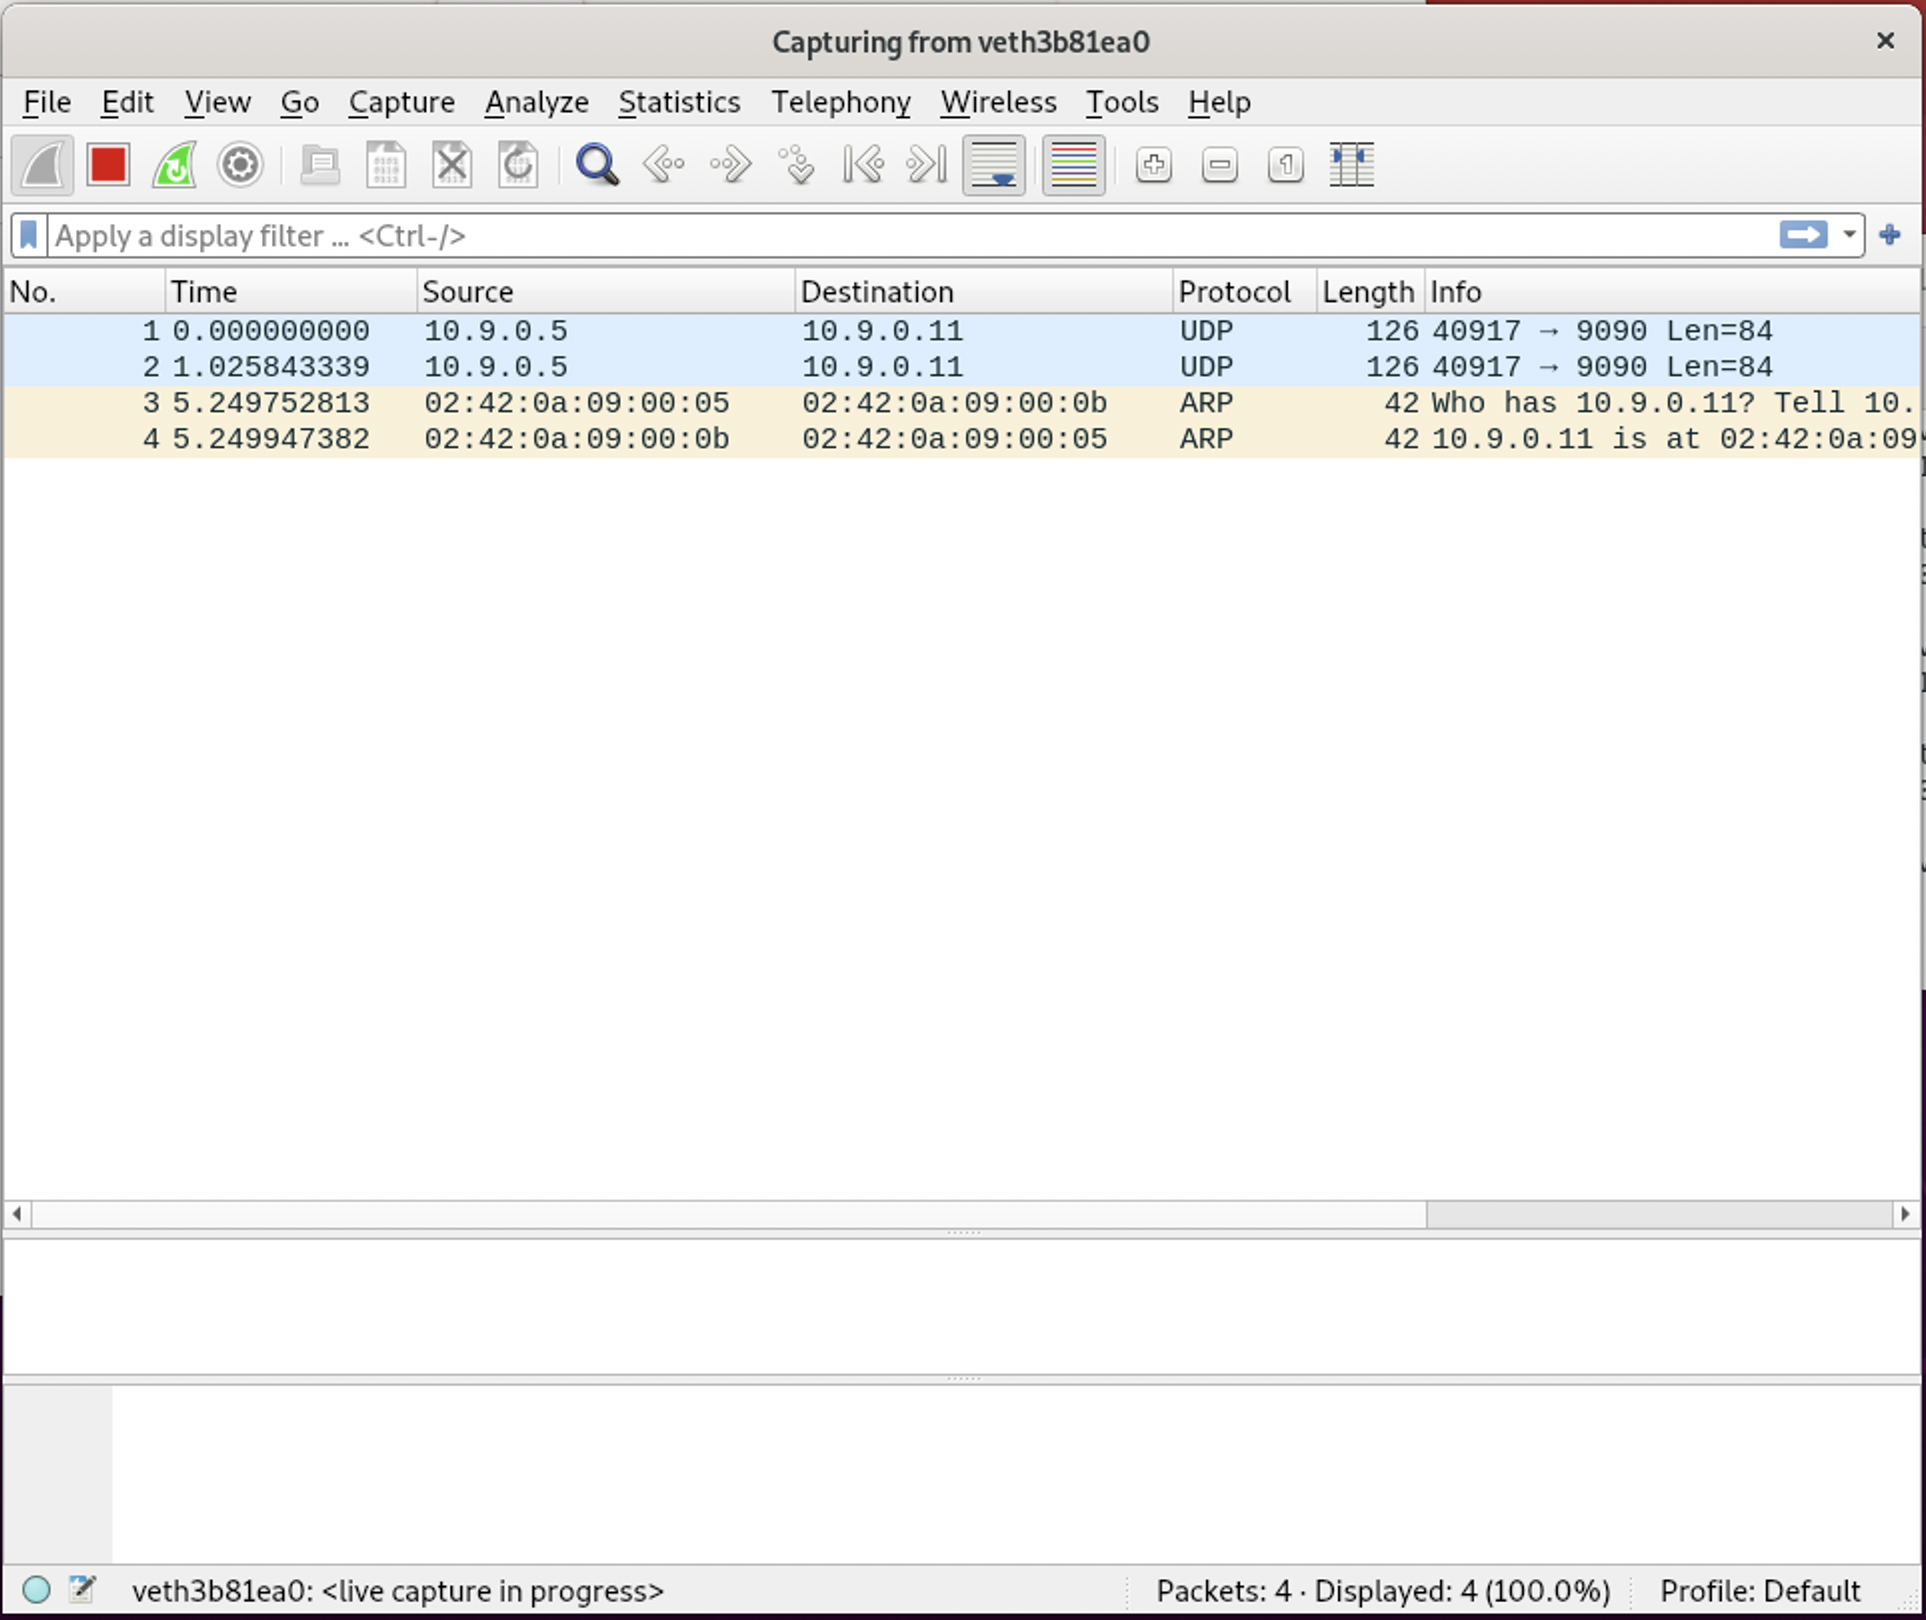 Capturing from veth3b81ea0
File Edit View Go Capture Analyze Statistics Telephony Wireless Tools Help
Apply a display filter ... <Ctrl-/>
No. Time Source Destination Protocol Length Info
1 0.000000000 10.9.0.5 10.9.0.11 UDP 126 40917 → 9090 Len=84
2 1.025843339 10.9.0.5 10.9.0.11 UDP 126 40917 → 9090 Len=84
3 5.249752813 02:42:0a:09:00:05 02:42:0a:09:00:0b ARP 42 Who has 10.9.0.11? Tell 10.
4 5.249947382 02:42:0a:09:00:0b 02:42:0a:09:00:05 ARP 42 10.9.0.11 is at 02:42:0a:09
veth3b81ea0: <live capture in progress> Packets: 4 · Displayed: 4 (100.0%) Profile: Default